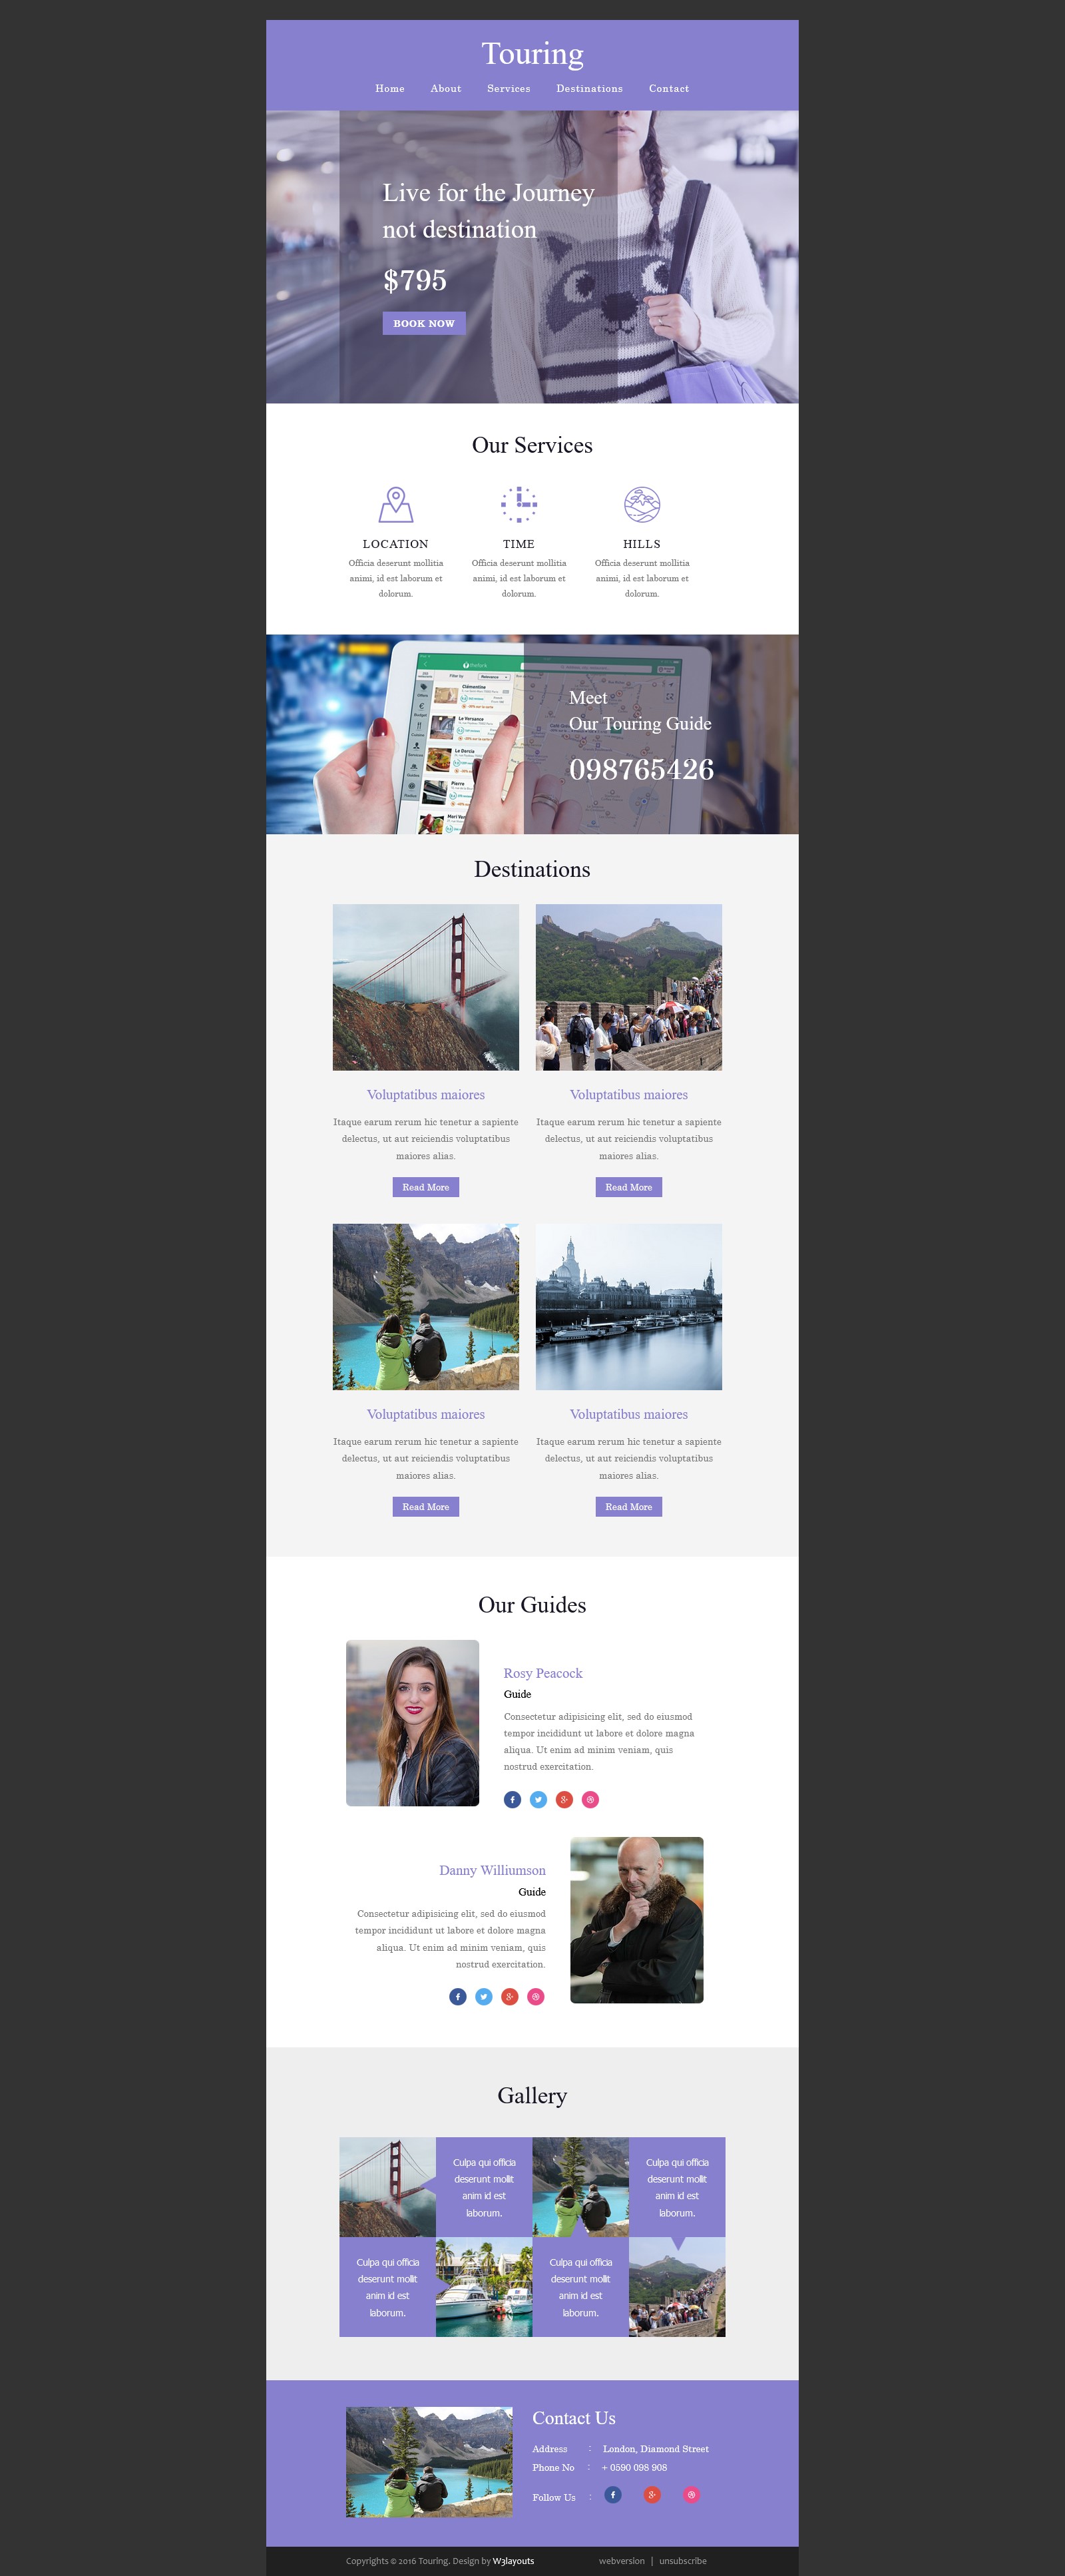 Touring
Home About Services Destinations Contact
Live for the Journey
not destination
$795
BOOK NOW
Our Services
LOCATION
Officia deserunt mollitia
animi, id est laborum et
dolorum.
TIME
Officia deserunt mollitia
animi, id est laborum et
dolorum.
HILLS
Officia deserunt mollitia
animi, id est laborum et
dolorum.
Filter by
Relevance
Clémentine
Le Versance
La Dercia
Pierre
Meet
Our Touring Guide
098765426
Destinations
Voluptatibus maiores
Itaque earum rerum hic tenetur a sapiente
delectus, ut aut reiciendis voluptatibus
maiores alias.
Read More
Voluptatibus maiores
Itaque earum rerum hic tenetur a sapiente
delectus, ut aut reiciendis voluptatibus
maiores alias.
Read More
Voluptatibus maiores
Itaque earum rerum hic tenetur a sapiente
delectus, ut aut reiciendis voluptatibus
maiores alias.
Read More
Voluptatibus maiores
Itaque earum rerum hic tenetur a sapiente
delectus, ut aut reiciendis voluptatibus
maiores alias.
Read More
Our Guides
Rosy Peacock
Guide
Consectetur adipisicing elit, sed do eiusmod
tempor incididunt ut labore et dolore magna
aliqua. Ut enim ad minim veniam, quis
nostrud exercitation.
Danny Williumson
Guide
Consectetur adipisicing elit, sed do eiusmod
tempor incididunt ut labore et dolore magna
aliqua. Ut enim ad minim veniam, quis
nostrud exercitation.
Gallery
Culpa qui officia
deserunt mollit
anim id est
laborum.
Culpa qui officia
deserunt mollit
anim id est
laborum.
Culpa qui officia
deserunt mollit
anim id est
laborum.
Culpa qui officia
deserunt mollit
anim id est
laborum.
Contact Us
Address : London, Diamond Street
Phone No : + 0590 098 908
Follow Us :
Copyrights © 2016 Touring. Design by W3layouts
webversion | unsubscribe